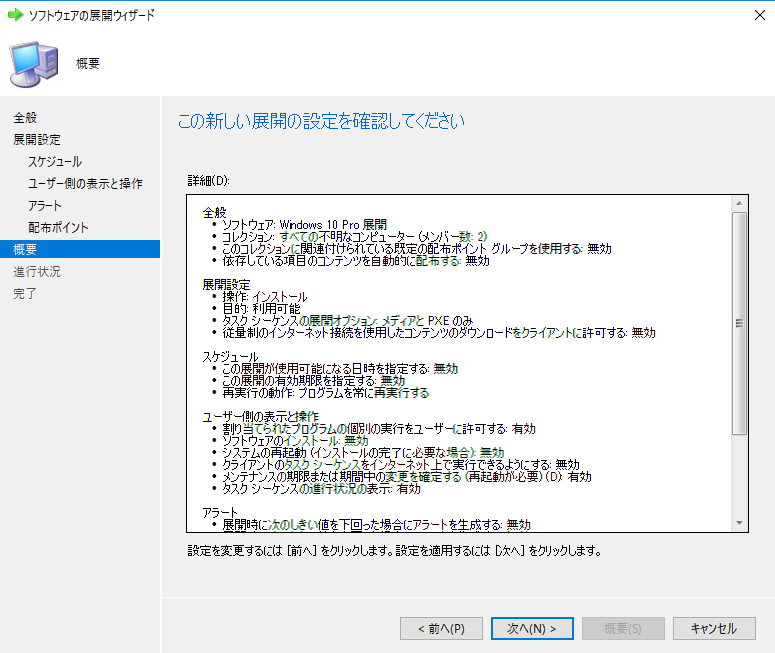 ソフトウェアの展開ウィザード
概要
全般
展開設定
スケジュール
ユーザー側の表示と操作
アラート
配布ポイント
概要
進行状況
完了
この新しい展開の設定を確認してください
詳細(D):
全般
• ソフトウェア: Windows 10 Pro 展開
• コレクション: すべての不明なコンピューター (メンバー数: 2)
• このコレクションに関連付けられている既定の配布ポイント グループを使用する: 無効
• 依存している項目のコンテンツを自動的に配布する: 無効
展開設定
• 操作: インストール
• 目的: 利用可能
• タスク シーケンスの展開オプション: メディアと PXE のみ
• 従量制のインターネット接続を使用したコンテンツのダウンロードをクライアントに許可する: 無効
スケジュール
• この展開が使用可能になる日時を指定する: 無効
• この展開の有効期限を指定する: 無効
• 再実行の動作: プログラムを常に再実行する
ユーザー側の表示と操作
• 割り当てられたプログラムの個別の実行をユーザーに許可する: 有効
• ソフトウェアのインストール: 無効
• システムの再起動 (インストールの完了に必要な場合): 無効
• クライアントのタスク シーケンスをインターネット上で実行できるようにする: 無効
• メンテナンスの期限または期間中の変更を確定する (再起動が必要) (D): 有効
• タスク シーケンスの進行状況の表示: 有効
アラート
• 展開時に次のしきい値を下回った場合にアラートを生成する: 無効
設定を変更するには [前へ] をクリックします。設定を適用するには [次へ] をクリックします。
< 前へ(P)
次へ(N) >
概要(S)
キャンセル